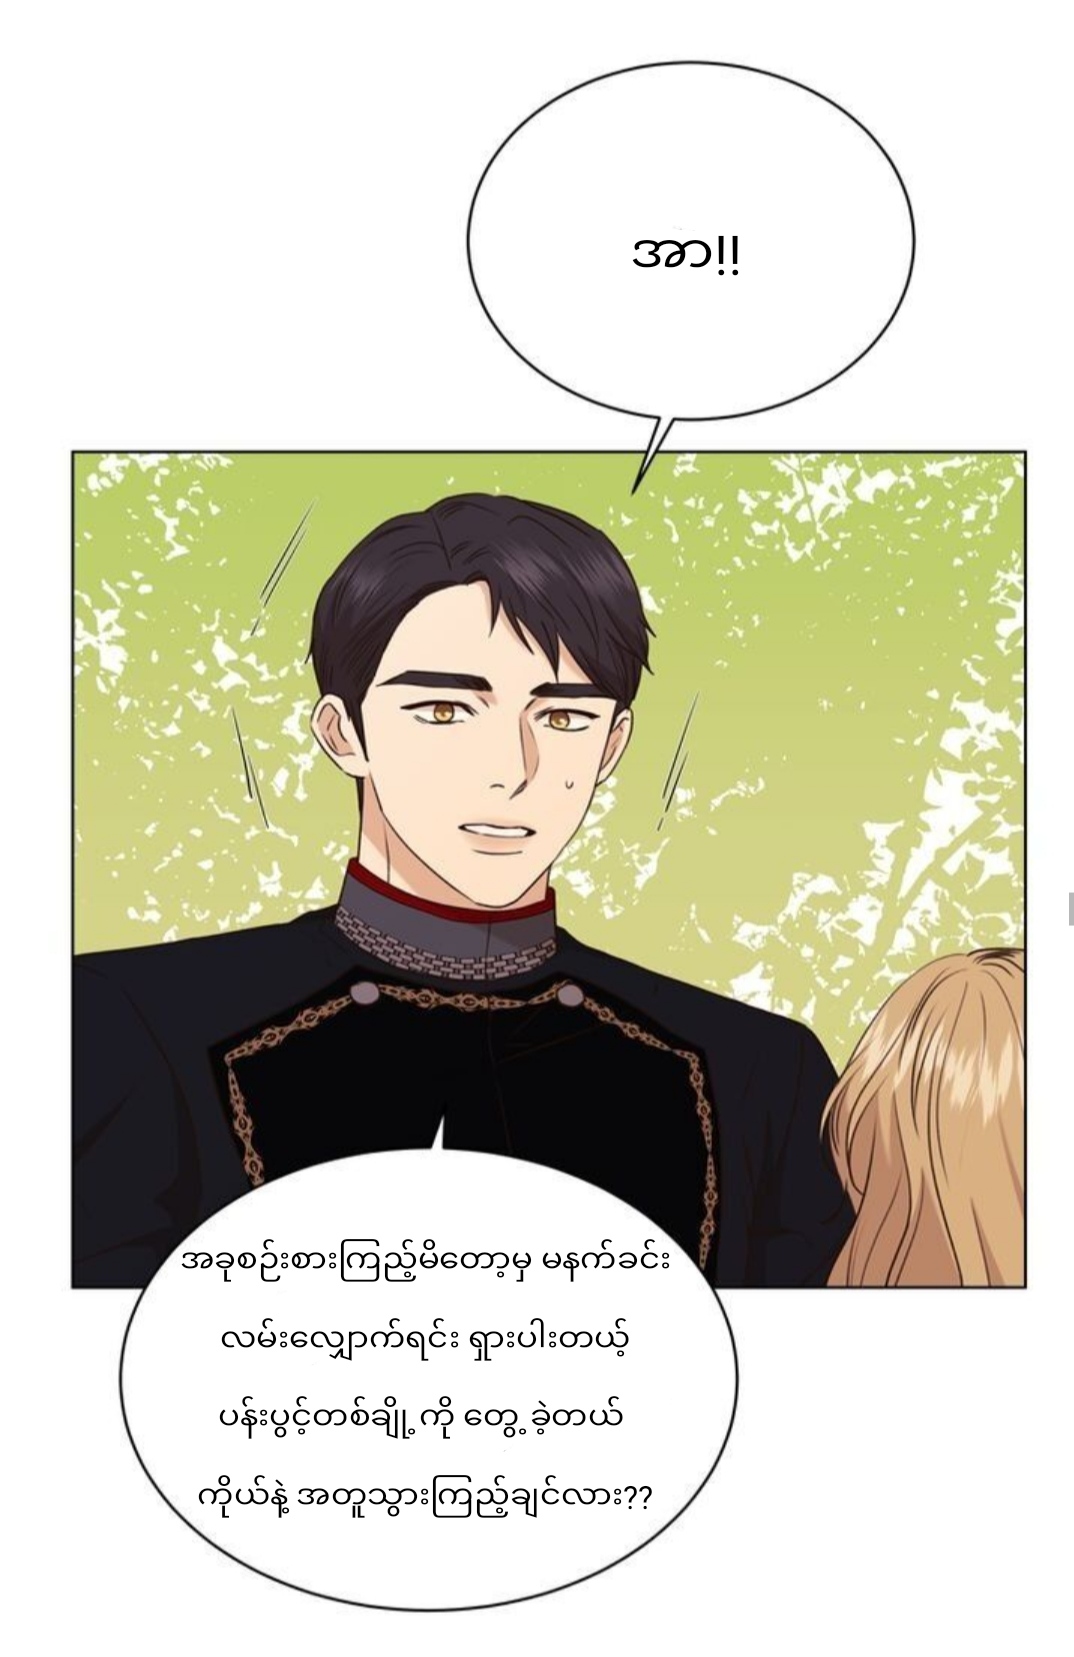 အာ!!
အခုစဉ်းစားကြည့်မိတော့မှ မနက်ခင်း
လမ်းလျှောက်ရင်း ရှားပါးတယ့်
ပန်းပွင့်တစ်ချို့ကို တွေ့ခဲ့တယ်
ကိုယ်နဲ့ အတူသွားကြည့်ချင်လား??